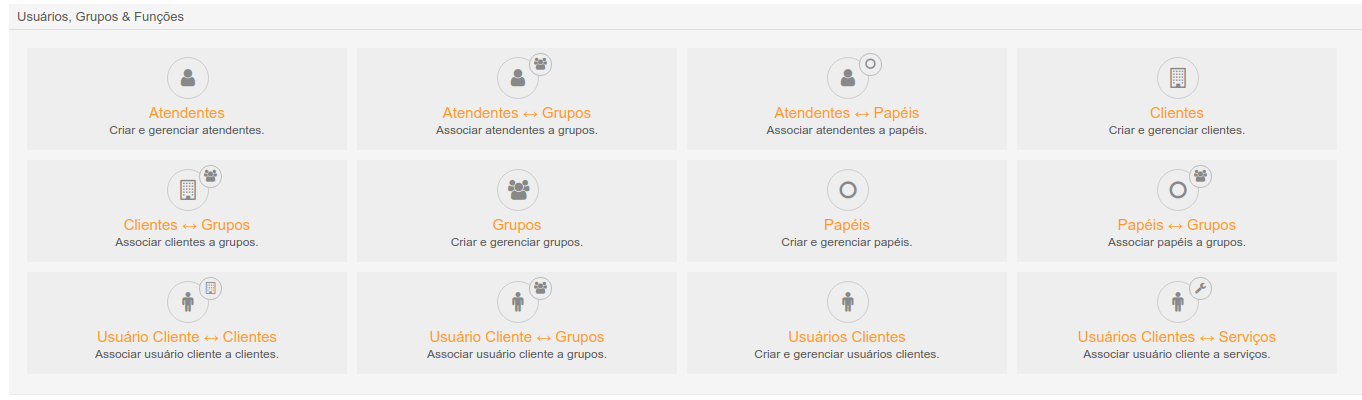 Usuários, Grupos & Funções
Atendentes
Criar e gerenciar atendentes.
Atendentes ↔ Grupos
Associar atendentes a grupos.
Atendentes ↔ Papéis
Associar atendentes a papéis.
Clientes
Criar e gerenciar clientes.
Clientes ↔ Grupos
Associar clientes a grupos.
Grupos
Criar e gerenciar grupos.
Papéis
Criar e gerenciar papéis.
Papéis ↔ Grupos
Associar papéis a grupos.
Usuário Cliente ↔ Clientes
Associar usuário cliente a clientes.
Usuário Cliente ↔ Grupos
Associar usuário cliente a grupos.
Usuários Clientes
Criar e gerenciar usuários clientes.
Usuários Clientes ↔ Serviços
Associar usuário cliente a serviços.